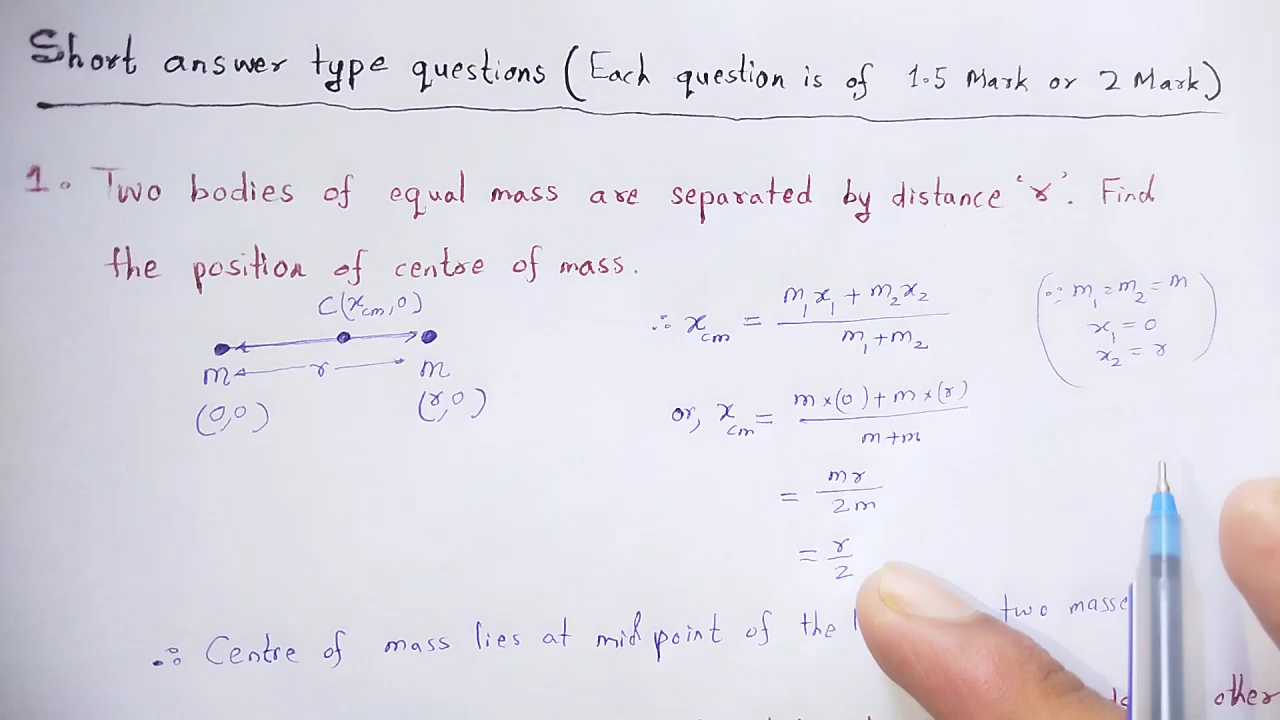 Short answer type questions (Each question is of 1.5 Mark or 2 Mark)
1. Two bodies of equal mass are separated by distance 'r'. Find
the position of centre of mass.
C(x_cm, 0)
m r m
(0,0) (r,0)
∴ x_cm = (m₁x₁ + m₂x₂)/(m₁+m₂)
(∵ m₁=m₂=m
x₁=0
x₂=r)
or, x_cm = (m×(0)+m×(r))/(m+m)
= mr/2m
= r/2
∴ Centre of mass lies at mid point of the two masse
other